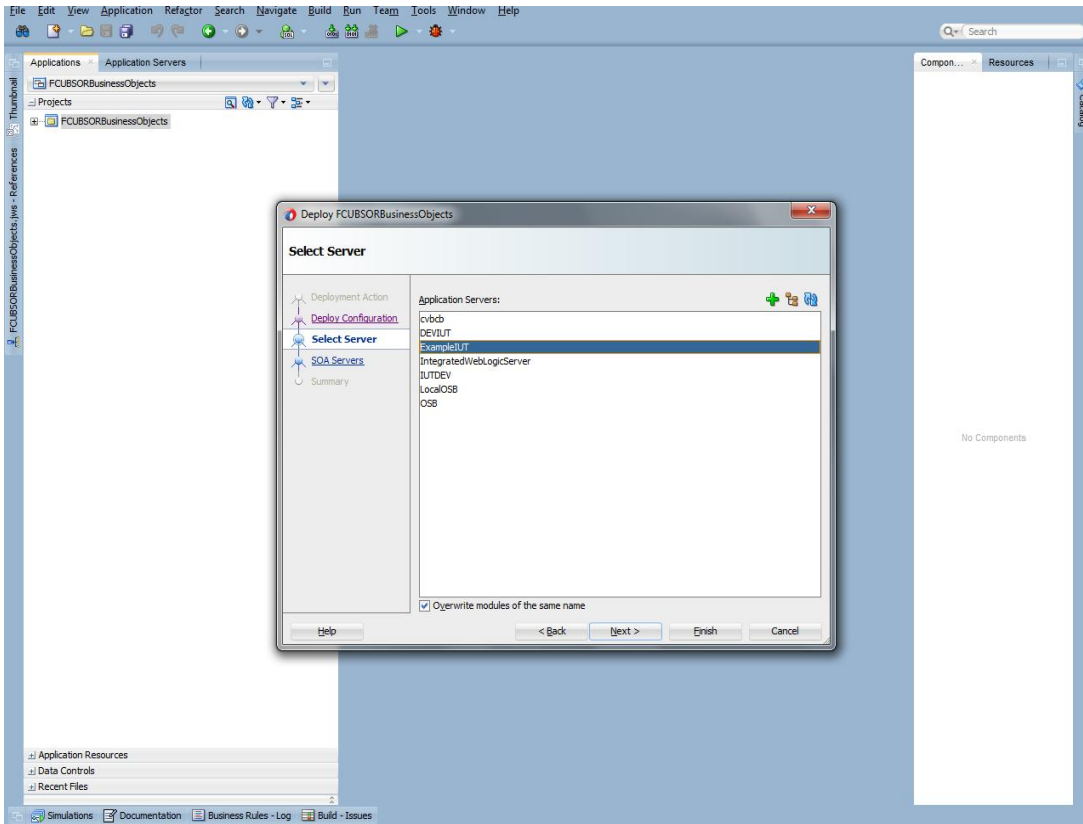 File Edit View Application Refactor Search Navigate Build Run Team Tools Window Help
Search
Applications Application Servers
FCUBSORBusinessObjects
Projects
FCUBSORBusinessObjects
Thumbnail
FCUBSORBusinessObjects.jws - References
Compon... Resources
Catalog
No Components
Deploy FCUBSORBusinessObjects
Select Server
Deployment Action
Deploy Configuration
Select Server
SOA Servers
Summary
Application Servers:
cvbcb
DEVIUT
ExampleIUT
IntegratedWebLogicServer
IUTDEV
LocalOSB
OSB
Overwrite modules of the same name
Help < Back Next > Finish Cancel
Application Resources
Data Controls
Recent Files
Simulations Documentation Business Rules - Log Build - Issues